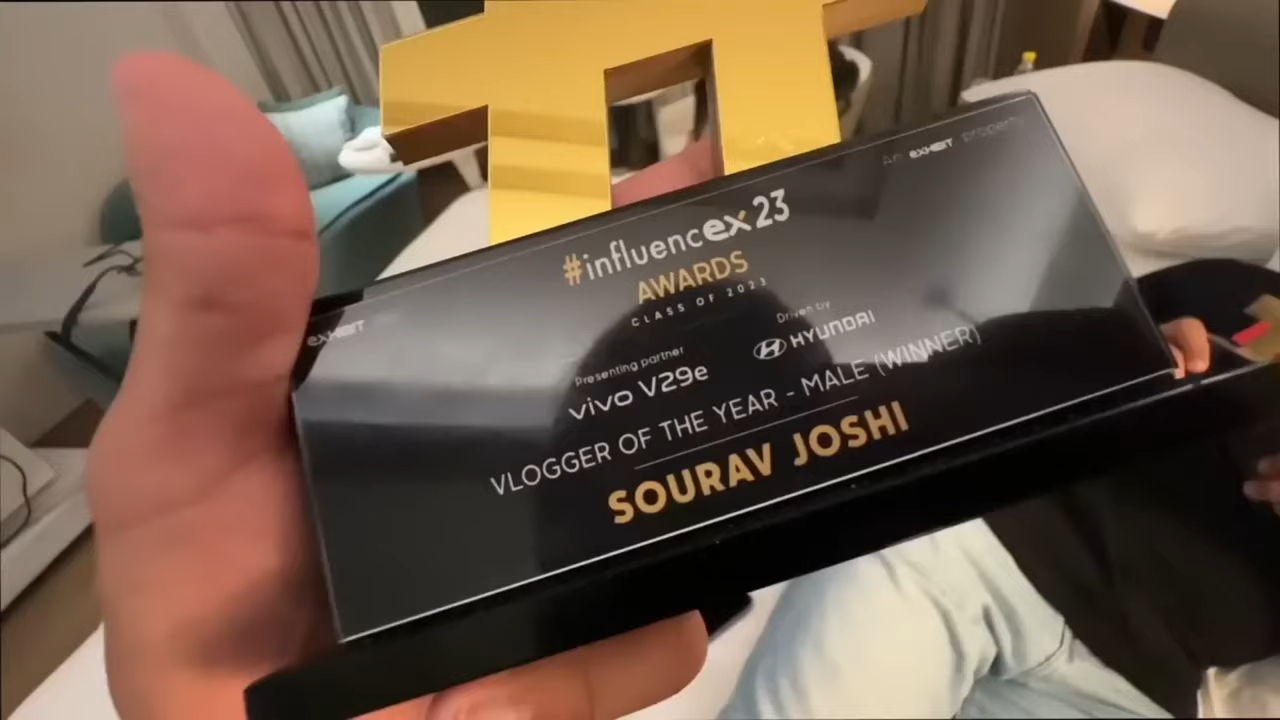 An EXHIBIT property
#influencex23
AWARDS
CLASS OF 2023
EXHIBIT
Presenting partner
vivo V29e
Driven by
HYUNDAI
VLOGGER OF THE YEAR - MALE (WINNER)
SOURAV JOSHI